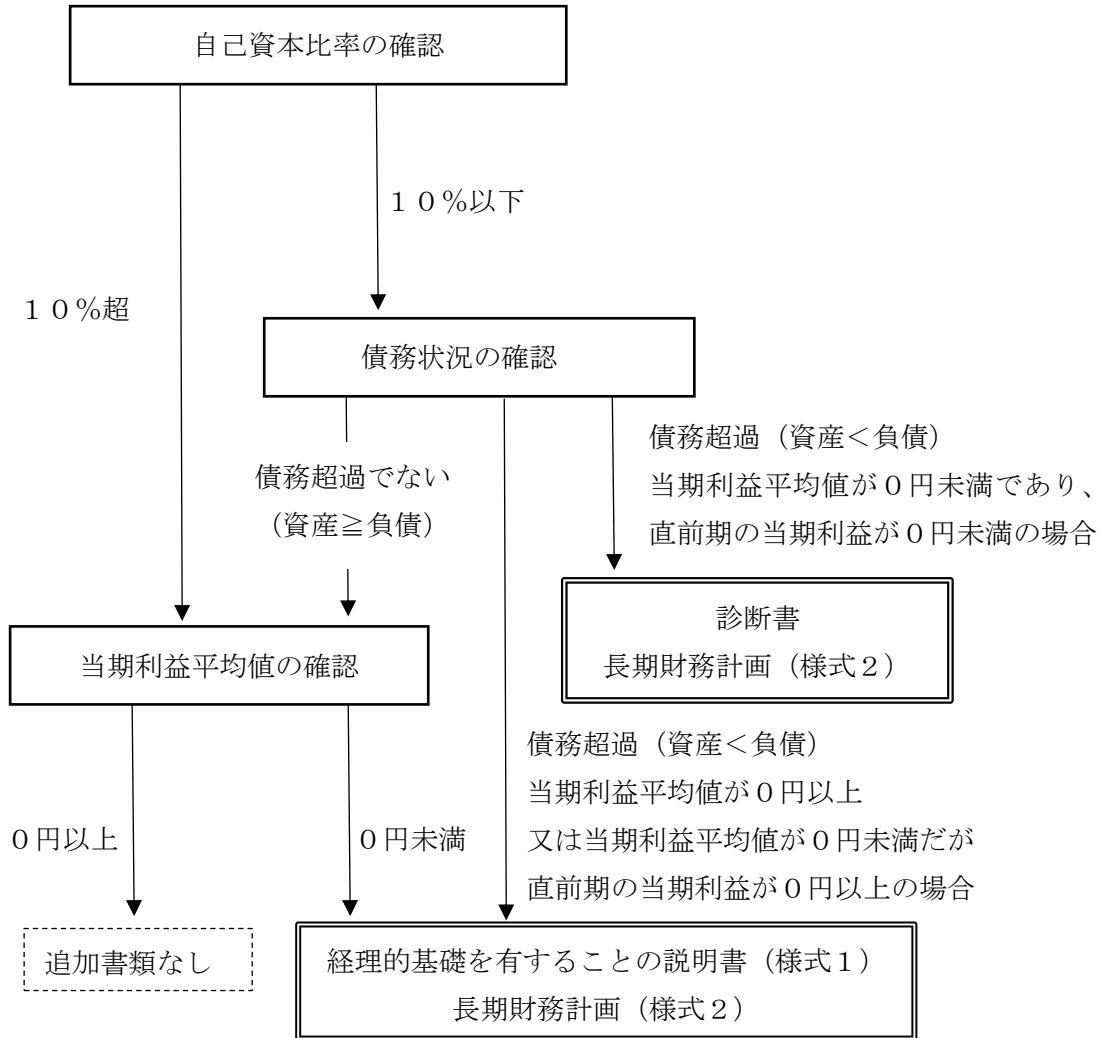 自己資本比率の確認
１０%以下
１０%超
債務状況の確認
債務超過（資産＜負債）
当期利益平均値が０円未満であり、
直前期の当期利益が０円未満の場合
債務超過でない
（資産≧負債）
診断書
長期財務計画（様式２）
当期利益平均値の確認
債務超過（資産＜負債）
当期利益平均値が０円以上
又は当期利益平均値が０円未満だが
直前期の当期利益が０円以上の場合
０円以上
０円未満
追加書類なし
経理的基礎を有することの説明書（様式１）
長期財務計画（様式２）